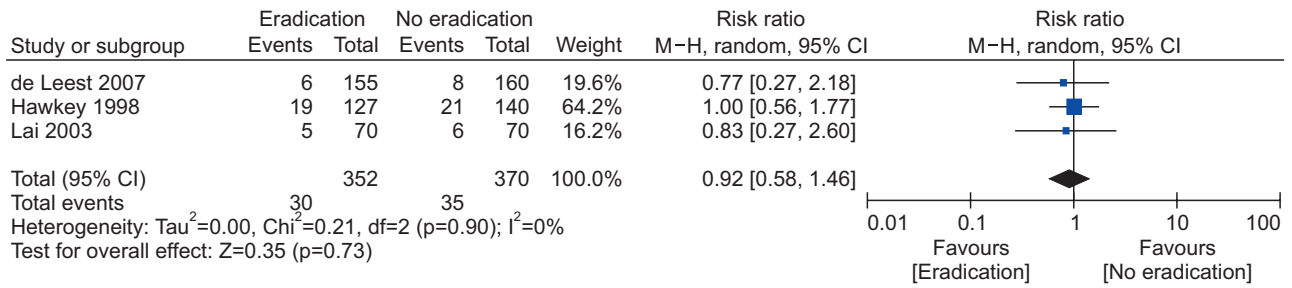 Eradication No eradication Risk ratio Risk ratio
Study or subgroup Events Total Events Total Weight M−H, random, 95% CI M−H, random, 95% CI
de Leest 2007 6 155 8 160 19.6% 0.77 [0.27, 2.18]
Hawkey 1998 19 127 21 140 64.2% 1.00 [0.56, 1.77]
Lai 2003 5 70 6 70 16.2% 0.83 [0.27, 2.60]
Total (95% CI) 352 370 100.0% 0.92 [0.58, 1.46]
Total events 30 35
Heterogeneity: Tau²=0.00, Chi²=0.21, df=2 (p=0.90); I²=0%
Test for overall effect: Z=0.35 (p=0.73)
0.01 0.1 1 10 100
Favours Favours
[Eradication] [No eradication]